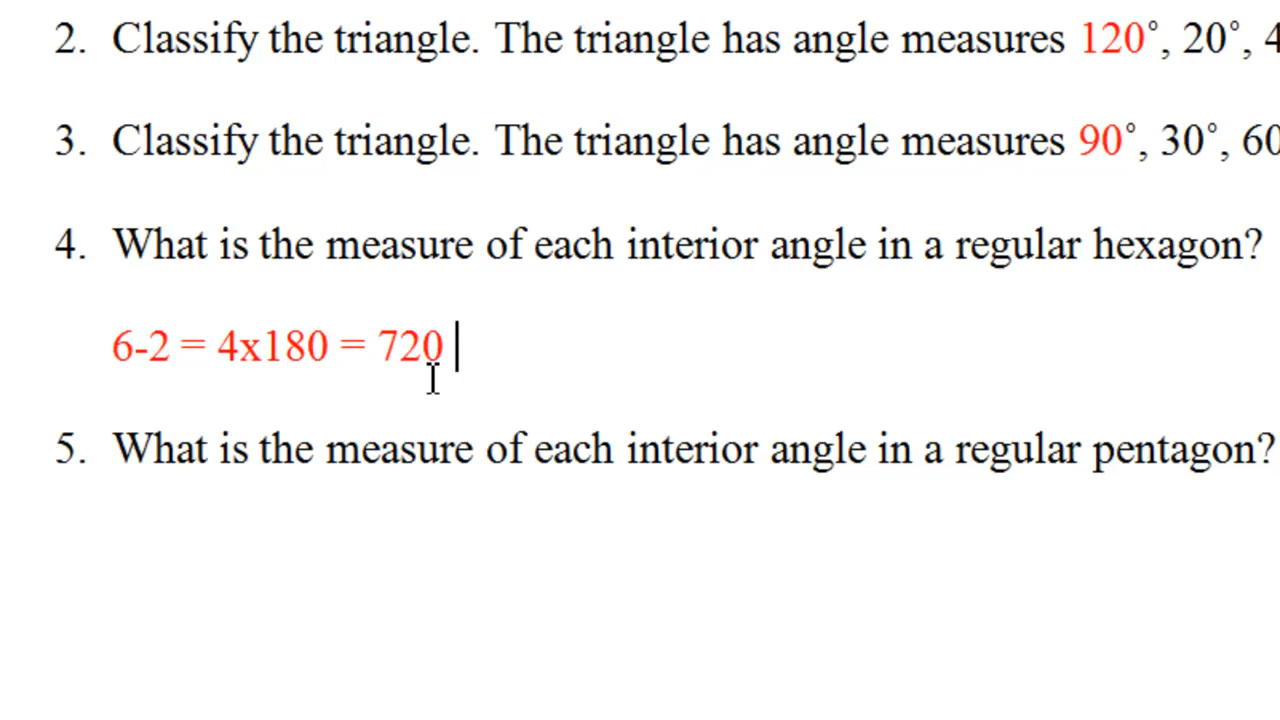 2. Classify the triangle. The triangle has angle measures 120°, 20°, 4
3. Classify the triangle. The triangle has angle measures 90°, 30°, 60
4. What is the measure of each interior angle in a regular hexagon?
6-2 = 4x180 = 720
5. What is the measure of each interior angle in a regular pentagon?